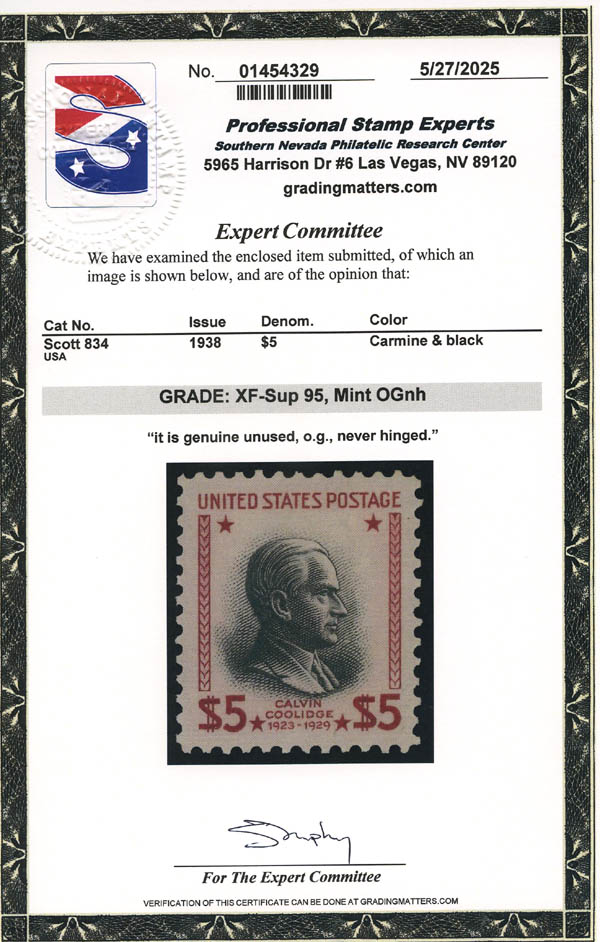 No. 01454329 5/27/2025
Professional Stamp Experts
Southern Nevada Philatelic Research Center
5965 Harrison Dr #6 Las Vegas, NV 89120
gradingmatters.com
Expert Committee
We have examined the enclosed item submitted, of which an
image is shown below, and are of the opinion that:
Cat No. Issue Denom. Color
Scott 834 1938 $5 Carmine & black
USA
GRADE: XF-Sup 95, Mint OGnh
“it is genuine unused, o.g., never hinged.”
UNITED STATES POSTAGE
$5 CALVIN COOLIDGE 1923-1929 $5
For The Expert Committee
VERIFICATION OF THIS CERTIFICATE CAN BE DONE AT GRADINGMATTERS.COM